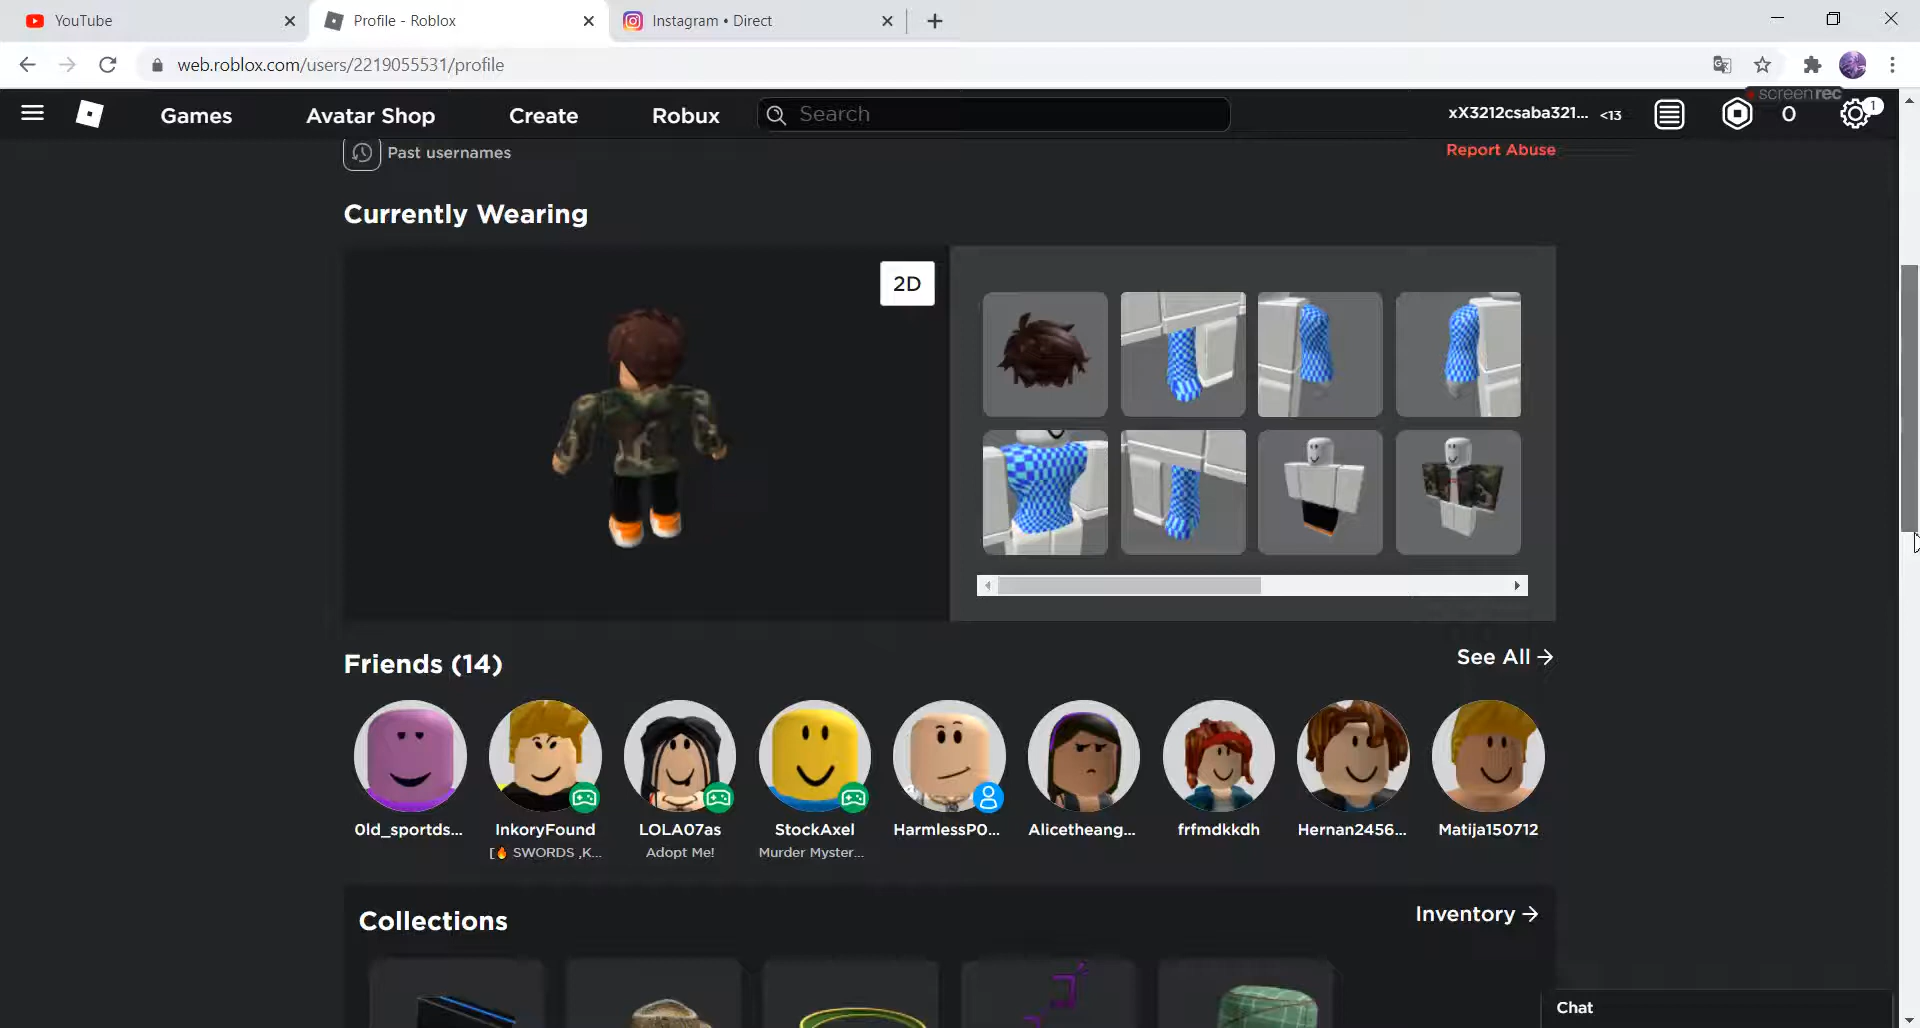 YouTube
Profile - Roblox
Instagram • Direct
web.roblox.com/users/2219055531/profile
screenrec
Games
Avatar Shop
Create
Robux
Search
xX3212csaba321... <13
0
1
Past usernames
Report Abuse
Currently Wearing
2D
Friends (14)
See All →
Old_sportds...
InkoryFound
LOLA07as
StockAxel
HarmlessP0...
Alicetheang...
frfmdkkdh
Hernan2456...
Matija150712
[🔥 SWORDS ,K...
Adopt Me!
Murder Myster...
Collections
Inventory →
Chat